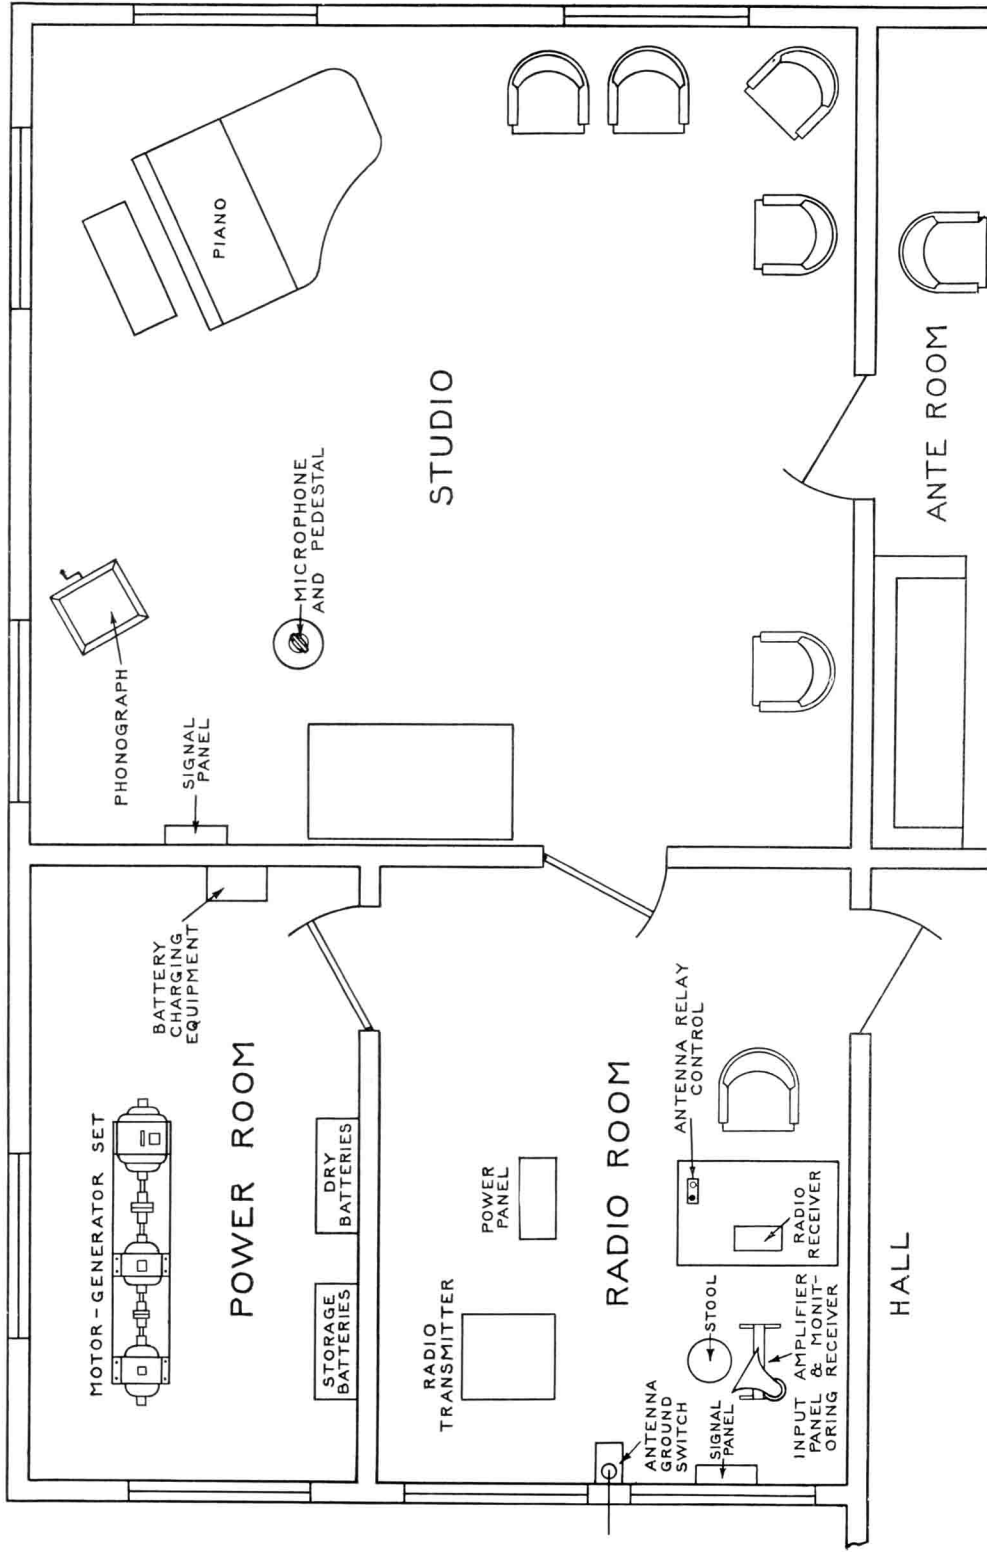 MOTOR-GENERATOR SET
BATTERY
CHARGING
EQUIPMENT
SIGNAL
PANEL
PHONOGRAPH
PIANO
MICROPHONE
AND PEDESTAL
STUDIO
POWER ROOM
STORAGE
BATTERIES
DRY
BATTERIES
RADIO
TRANSMITTER
POWER
PANEL
RADIO ROOM
ANTENNA
GROUND
SWITCH
SIGNAL
PANEL
STOOL
ANTENNA RELAY
CONTROL
RADIO
RECEIVER
INPUT AMPLIFIER
PANEL & MONIT-
ORING RECEIVER
HALL
ANTE ROOM